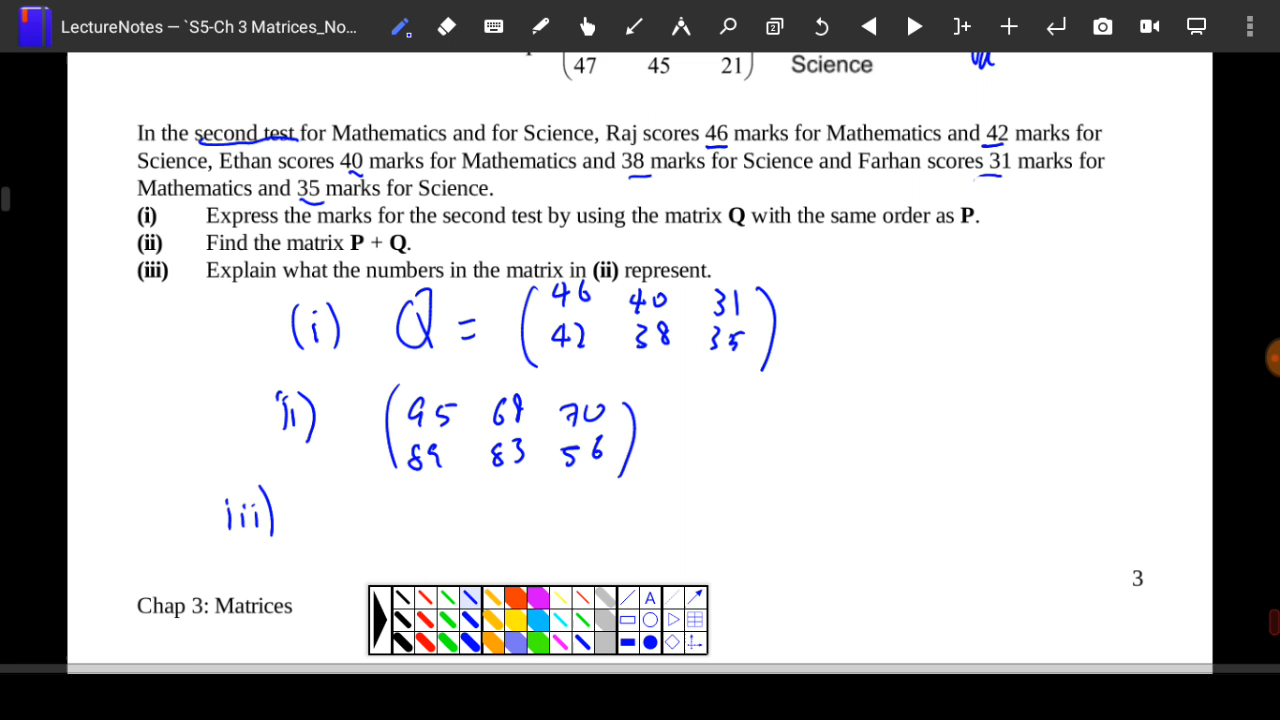 LectureNotes — `S5-Ch 3 Matrices_No...
47 45 21 Science
In the second test for Mathematics and for Science, Raj scores 46 marks for Mathematics and 42 marks for
Science, Ethan scores 40 marks for Mathematics and 38 marks for Science and Farhan scores 31 marks for
Mathematics and 35 marks for Science.
(i) Express the marks for the second test by using the matrix Q with the same order as P.
(ii) Find the matrix P + Q.
(iii) Explain what the numbers in the matrix in (ii) represent.
(i) Q = ( 46 40 31
42 38 35 )
ii) ( 95 69 70
89 83 56 )
iii)
3
Chap 3: Matrices